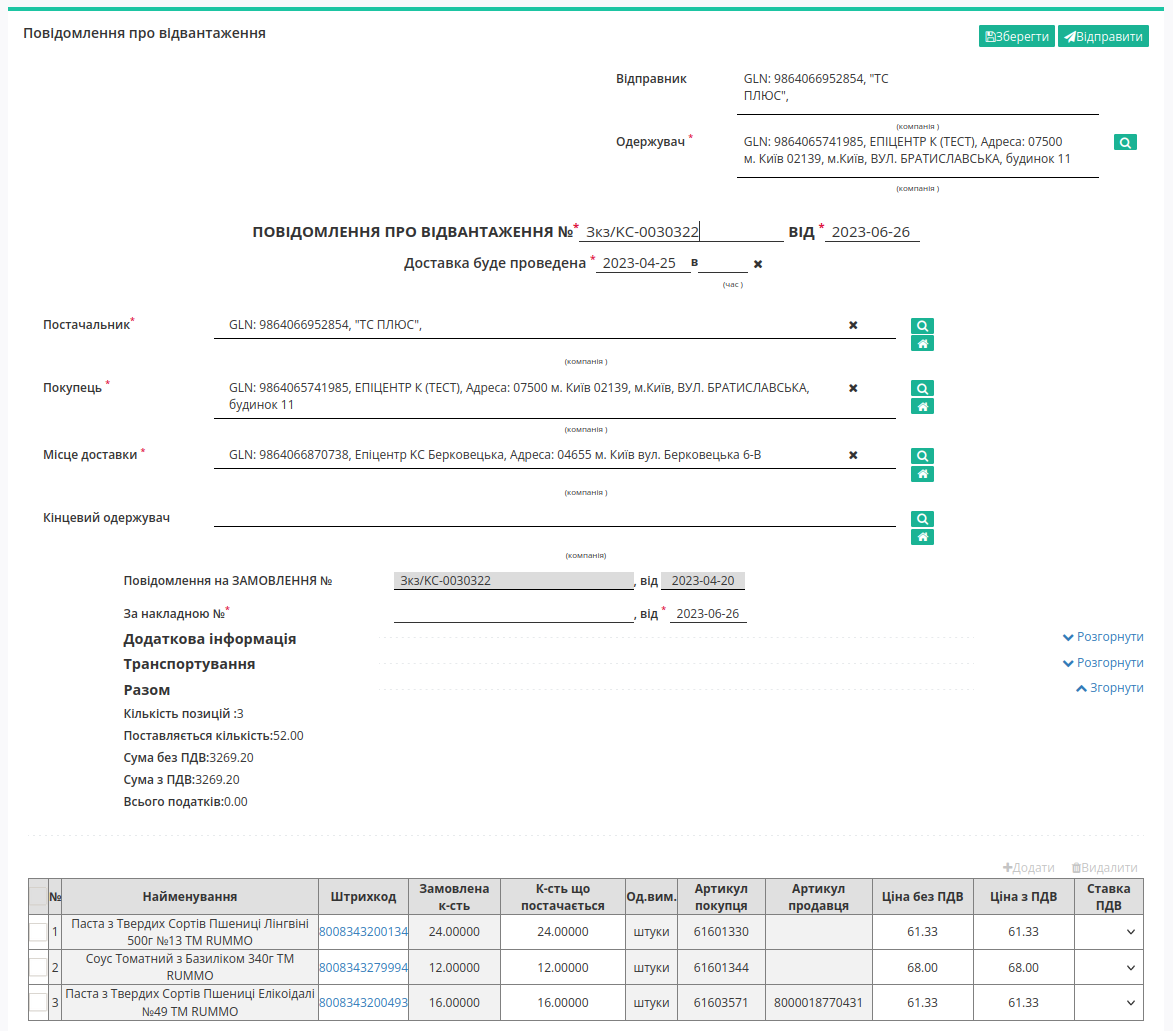 Повідомлення про відвантаження
Зберегти Відправити
Відправник GLN: 9864066952854, "ТС
ПЛЮС",
(компанія )
Одержувач * GLN: 9864065741985, ЕПІЦЕНТР К (ТЕСТ), Адреса: 07500
м. Київ 02139, м.Київ, ВУЛ. БРАТИСЛАВСЬКА, будинок 11
(компанія )
ПОВІДОМЛЕННЯ ПРО ВІДВАНТАЖЕННЯ №* Зкз/КС-0030322 ВІД * 2023-06-26
Доставка буде проведена * 2023-04-25 в
(час )
Постачальник* GLN: 9864066952854, "ТС ПЛЮС",
(компанія )
Покупець * GLN: 9864065741985, ЕПІЦЕНТР К (ТЕСТ), Адреса: 07500 м. Київ 02139, м.Київ, ВУЛ. БРАТИСЛАВСЬКА,
будинок 11
(компанія )
Місце доставки * GLN: 9864066870738, Епіцентр КС Берковецька, Адреса: 04655 м. Київ вул. Берковецька 6-В
(компанія )
Кінцевий одержувач
(компанія)
Повідомлення на ЗАМОВЛЕННЯ № Зкз/КС-0030322 , від 2023-04-20
За накладною №* , від * 2023-06-26
Додаткова інформація Розгорнути
Транспортування Розгорнути
Разом Згорнути
Кількість позицій :3
Поставляється кількість:52.00
Сума без ПДВ:3269.20
Сума з ПДВ:3269.20
Всього податків:0.00
Додати Видалити
№ Найменування Штрихкод Замовлена к-сть К-сть що постачається Од.вим. Артикул покупця Артикул продавця Ціна без ПДВ Ціна з ПДВ Ставка ПДВ
1 Паста з Твердих Сортів Пшениці Лінгвіні 500г №13 ТМ RUMMO 8008343200134 24.00000 24.00000 штуки 61601330 61.33 61.33
2 Соус Томатний з Базиліком 340г ТМ RUMMO 8008343279994 12.00000 12.00000 штуки 61601344 68.00 68.00
3 Паста з Твердих Сортів Пшениці Елікоідалі №49 ТМ RUMMO 8008343200493 16.00000 16.00000 штуки 61603571 8000018770431 61.33 61.33